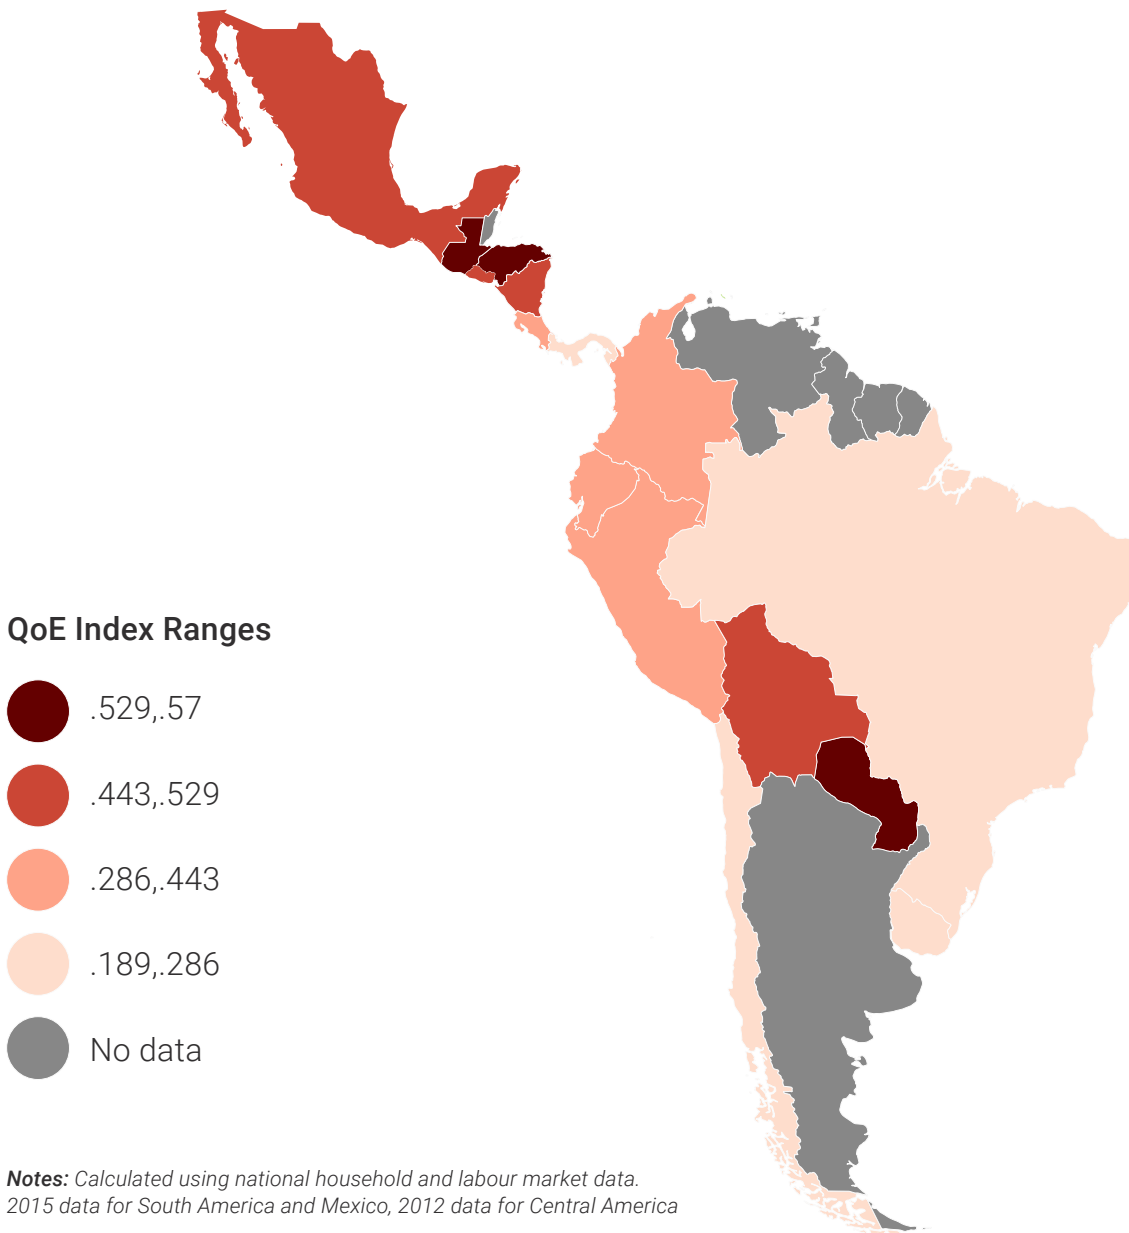 QoE Index Ranges
.529,.57
.443,.529
.286,.443
.189,.286
No data
Notes: Calculated using national household and labour market data.
2015 data for South America and Mexico, 2012 data for Central America